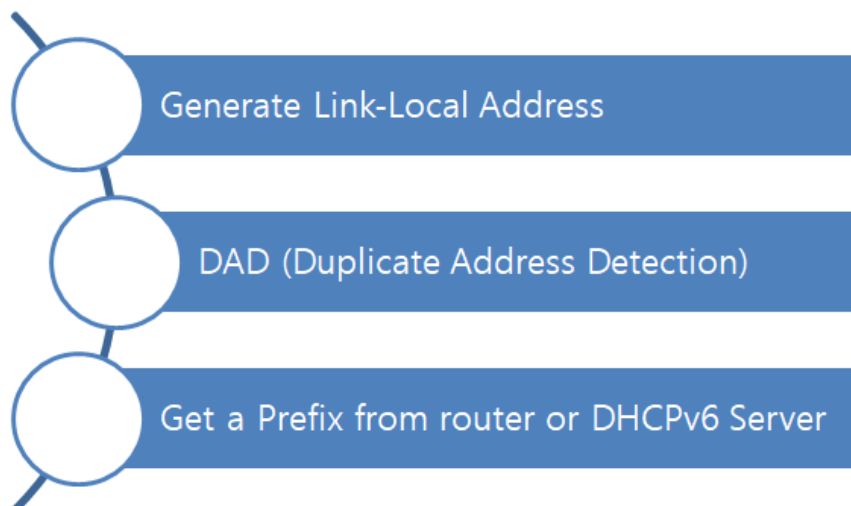 Generate Link-Local Address
DAD (Duplicate Address Detection)
Get a Prefix from router or DHCPv6 Server